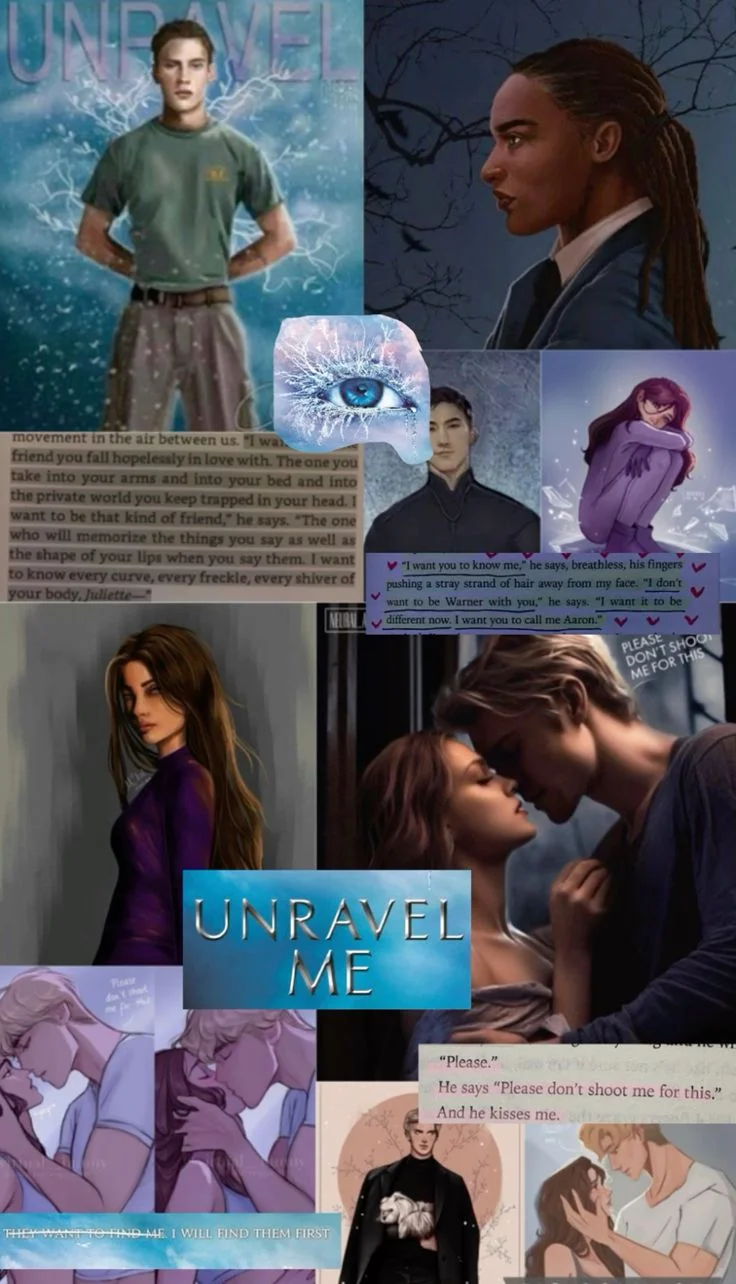 UNRAVEL
movement in the air between us. "I wan
friend you fall hopelessly in love with. The one you
take into your arms and into your bed and into
the private world you keep trapped in your head. I
want to be that kind of friend," he says. "The one
who will memorize the things you say as well as
the shape of your lips when you say them. I want
to know every curve, every freckle, every shiver of
your body, Juliette—"
"I want you to know me," he says, breathless, his fingers
pushing a stray strand of hair away from my face. "I don't
want to be Warner with you," he says. "I want it to be
different now. I want you to call me Aaron."
PLEASE
DON'T SHOOT
ME FOR THIS
UNRAVEL
ME
Please
don't shoot
me for this
"Please."
He says "Please don't shoot me for this."
And he kisses me.
THEY WANT TO FIND ME. I WILL FIND THEM FIRST